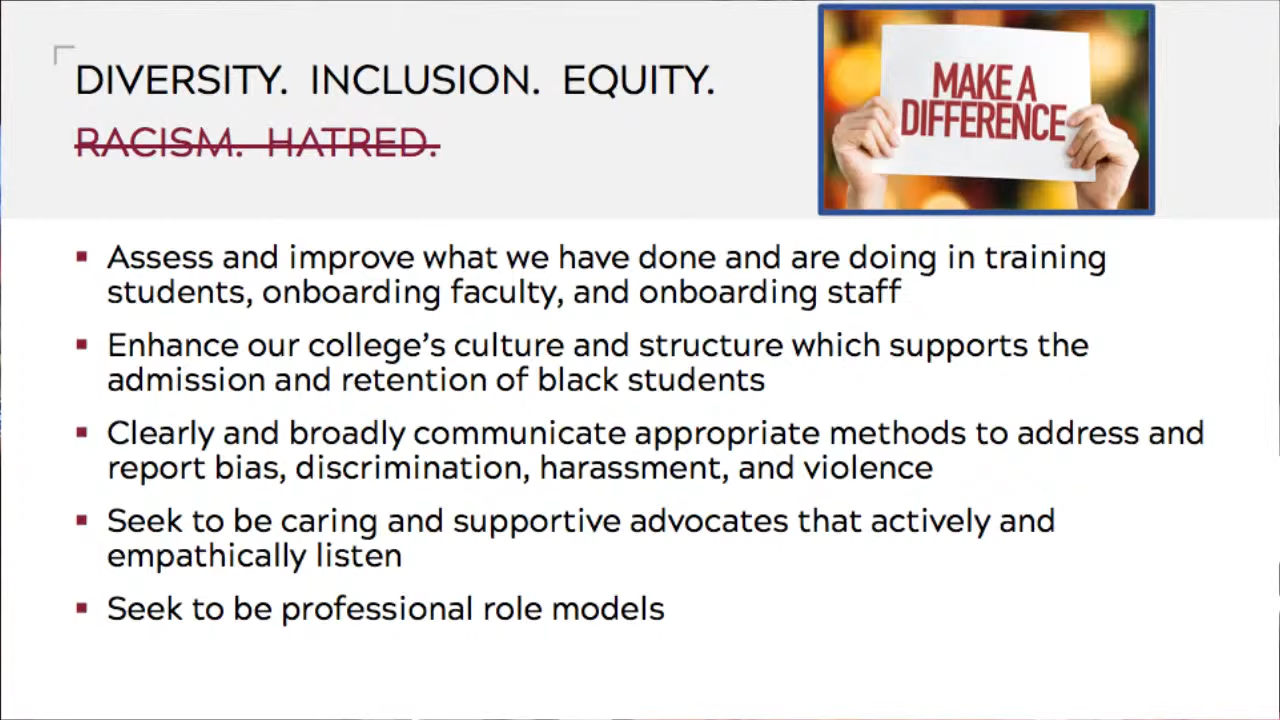 DIVERSITY. INCLUSION. EQUITY.
RACISM. HATRED.
MAKE A
DIFFERENCE
▪ Assess and improve what we have done and are doing in training
students, onboarding faculty, and onboarding staff
▪ Enhance our college’s culture and structure which supports the
admission and retention of black students
▪ Clearly and broadly communicate appropriate methods to address and
report bias, discrimination, harassment, and violence
▪ Seek to be caring and supportive advocates that actively and
empathically listen
▪ Seek to be professional role models